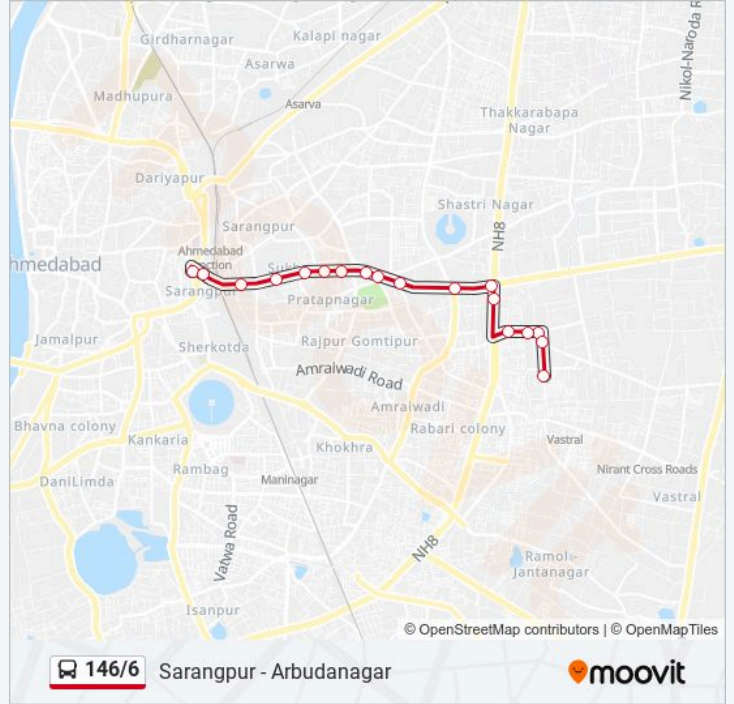 Girdharnagar
Kalapi nagar
Asarwa
Madhupura
Asarva
Nikol-Naroda R
Thakkarabapa
Nagar
Dariyapur
Shastri Nagar
Sarangpur
NH8
Ahmedabad
hmedabad
Sarangpur
Pratapnagar
Jamalpur
Sherkotda
Rajpur Gomtipur
Amraiwadi Road
Amraiwadi
Bhavna colony
Kankaria
Rabari colony
Vastral
Khokhra
Rambag
Nirant Cross Roads
DaniLimda
Maninagar
Vastral
Vatwa Road
NH8
Ramol-
Jantanagar
Isanpur
© OpenStreetMap contributors | © OpenMapTiles
146/6 Sarangpur - Arbudanagar
moovit